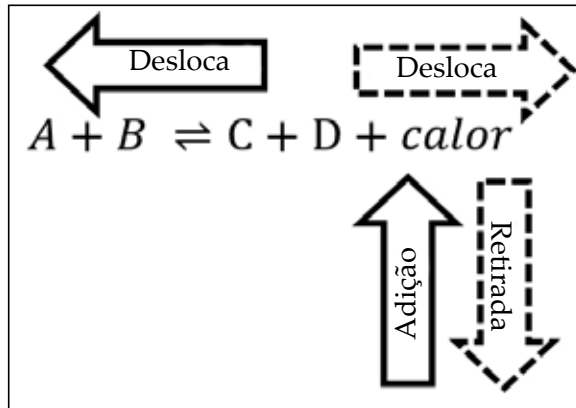 Desloca Desloca
A + B ⇌ C + D + calor
Adição Retirada